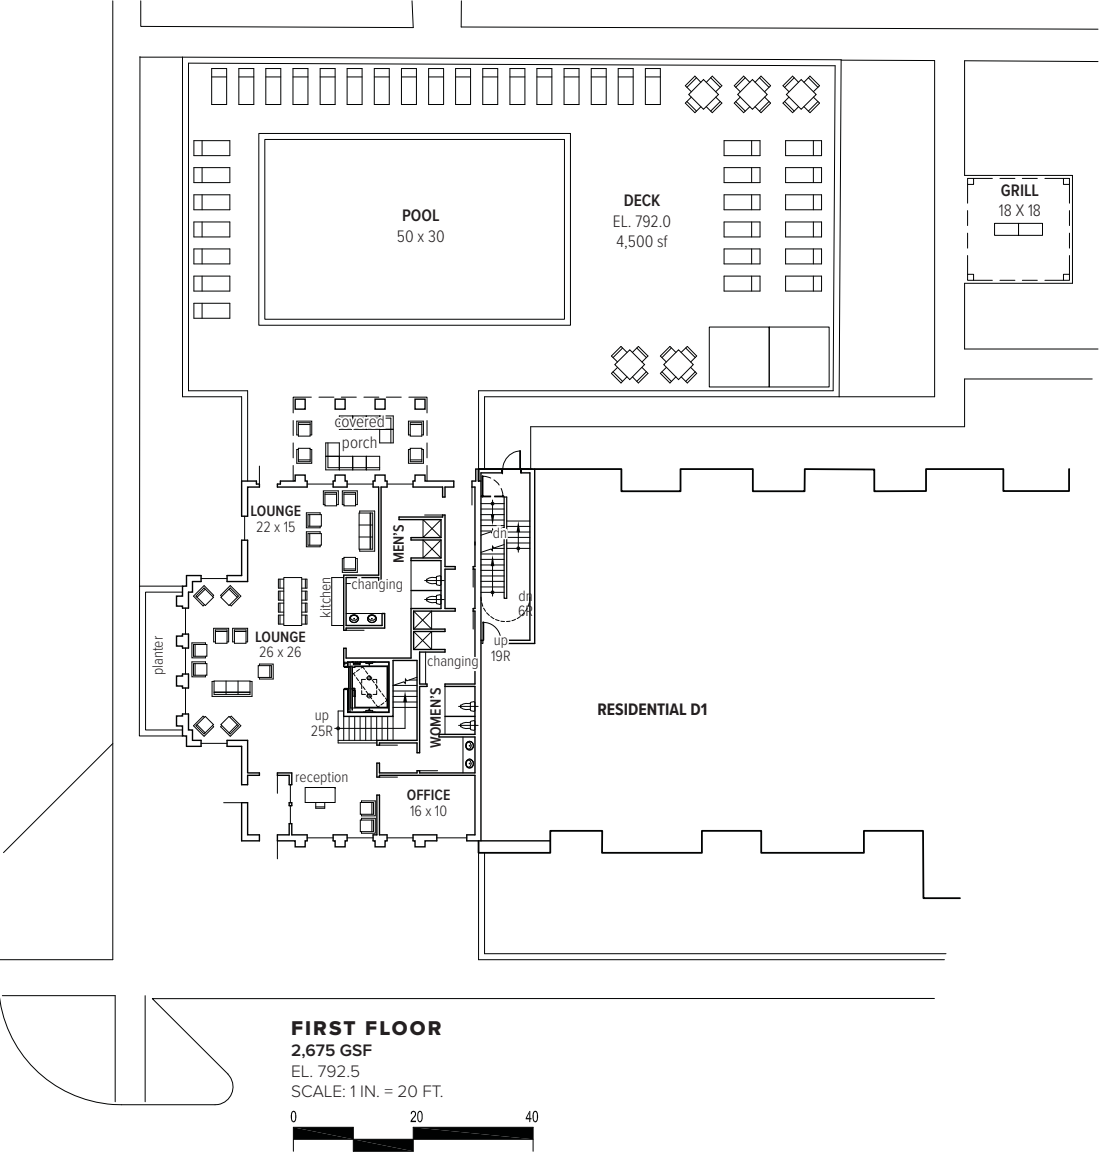 POOL
50 x 30
DECK
EL. 792.0
4,500 sf
GRILL
18 X 18
covered
porch
LOUNGE
22 x 15
MEN'S
dn
changing
kitchen
dn
6R
LOUNGE
26 x 26
planter
up
19R
changing
WOMEN'S
RESIDENTIAL D1
up
25R
reception
OFFICE
16 x 10
FIRST FLOOR
2,675 GSF
EL. 792.5
SCALE: 1 IN. = 20 FT.
0 20 40